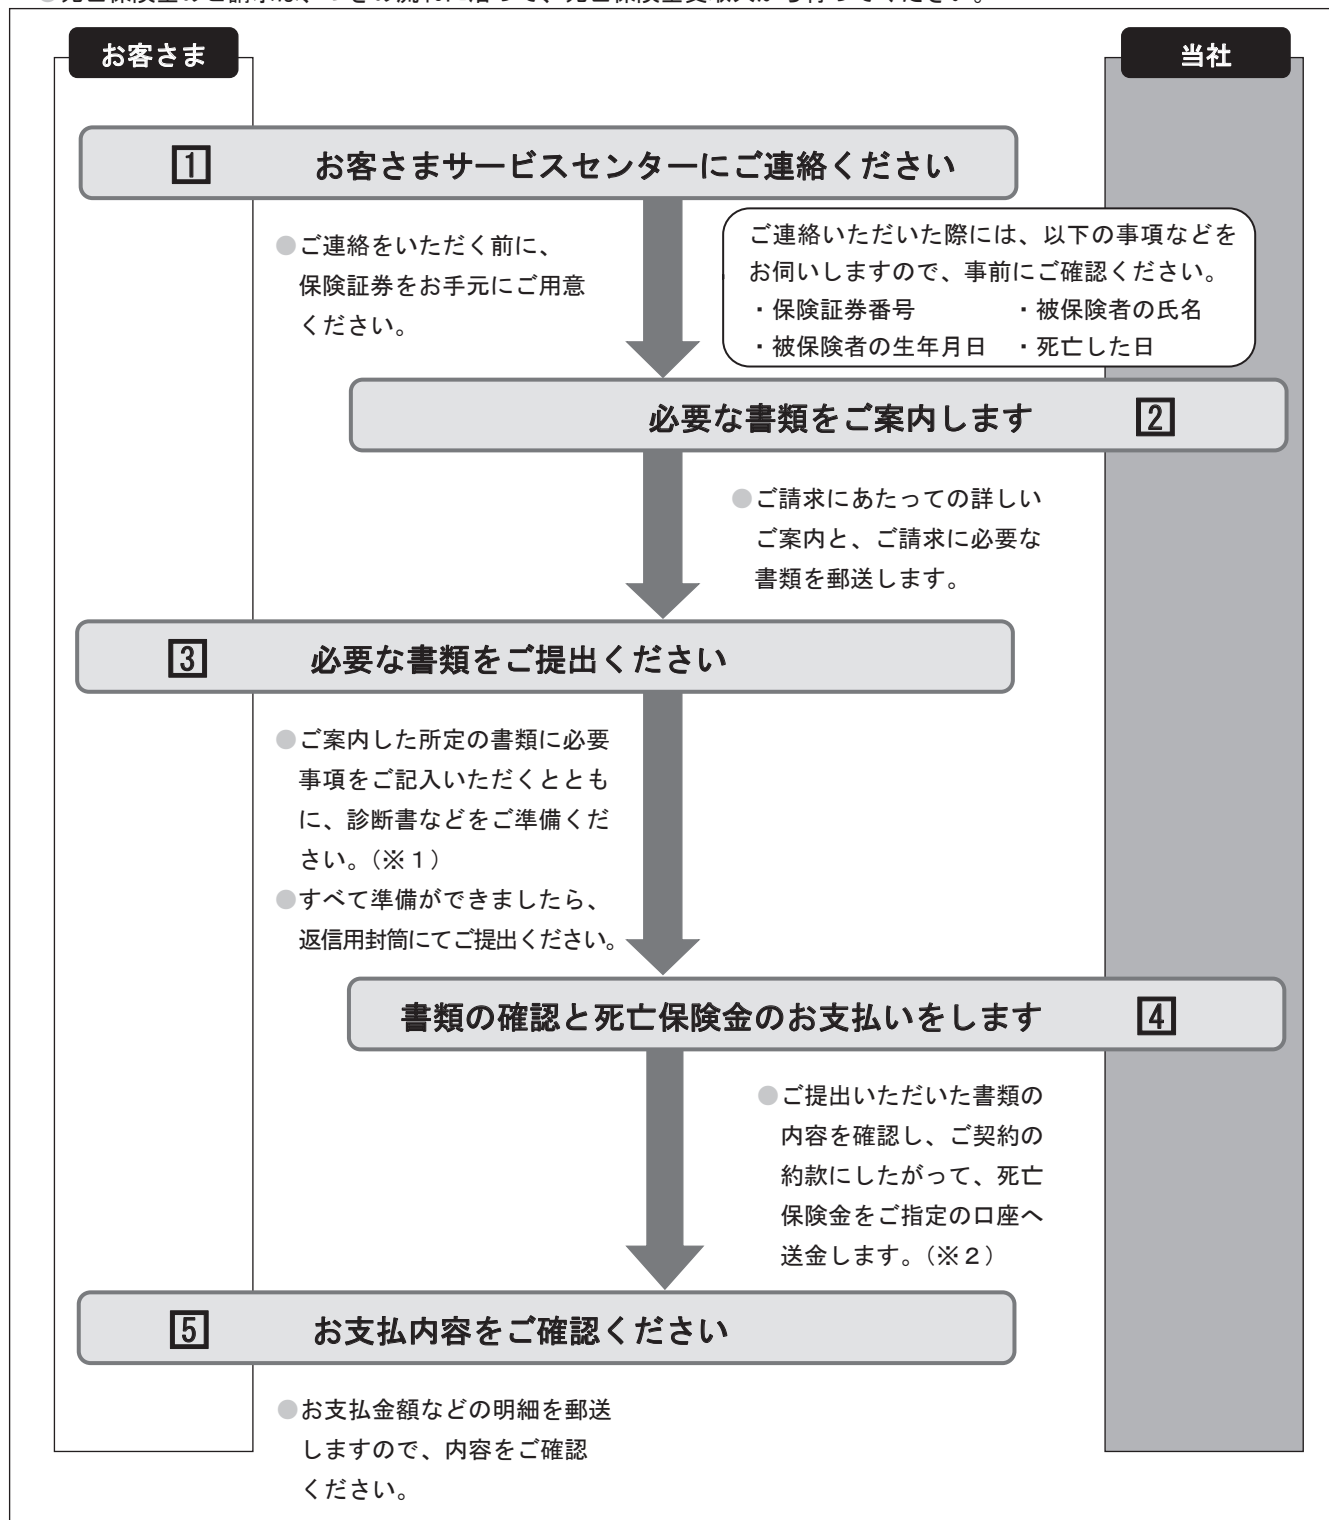 お客さま
当社
1 お客さまサービスセンターにご連絡ください
●ご連絡をいただく前に、
保険証券をお手元にご用意
ください。
ご連絡いただいた際には、以下の事項などを
お伺いしますので、事前にご確認ください。
・保険証券番号 ・被保険者の氏名
・被保険者の生年月日 ・死亡した日
必要な書類をご案内します 2
●ご請求にあたっての詳しい
ご案内と、ご請求に必要な
書類を郵送します。
3 必要な書類をご提出ください
●ご案内した所定の書類に必要
事項をご記入いただくととも
に、診断書などをご準備くだ
さい。(※1)
●すべて準備ができましたら、
返信用封筒にてご提出ください。
書類の確認と死亡保険金のお支払いをします 4
●ご提出いただいた書類の
内容を確認し、ご契約の
約款にしたがって、死亡
保険金をご指定の口座へ
送金します。(※2)
5 お支払内容をご確認ください
●お支払金額などの明細を郵送
しますので、内容をご確認
ください。